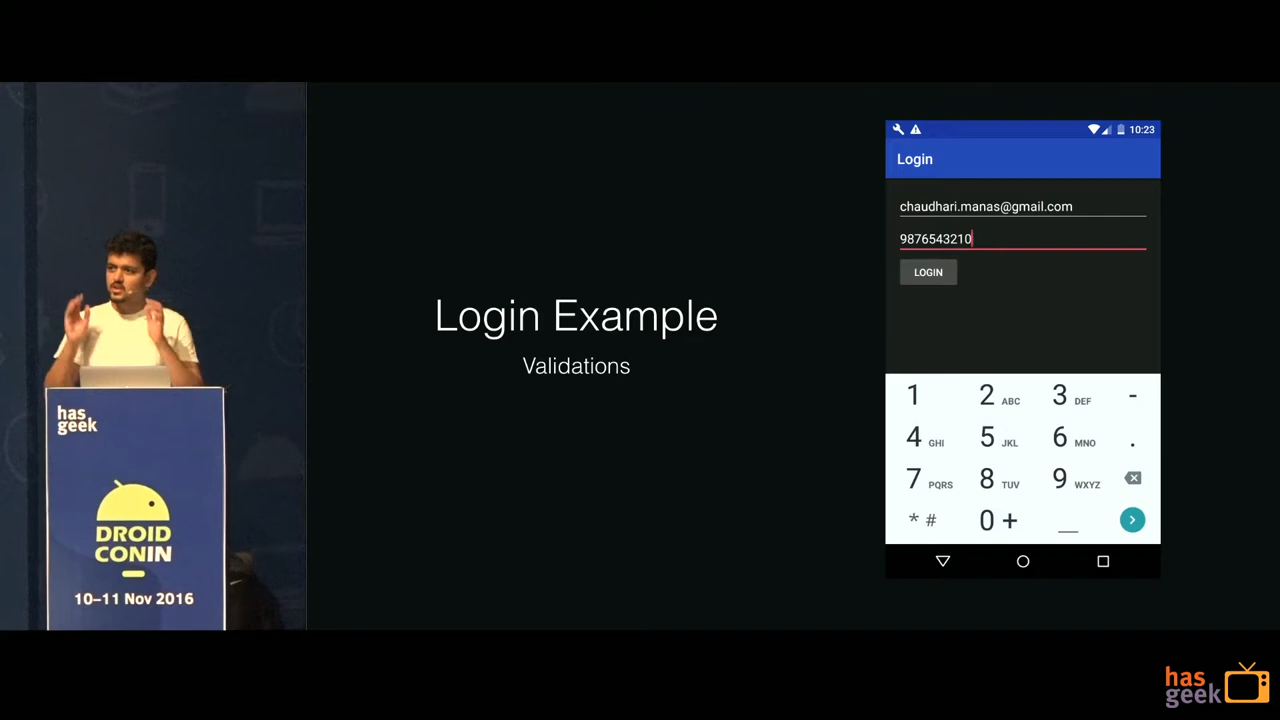 has
geek
DROID
CONIN
10–11 Nov 2016
Login Example
Validations
10:23
Login
chaudhari.manas@gmail.com
9876543210
LOGIN
1 2 ABC 3 DEF -
4 GHI 5 JKL 6 MNO .
7 PQRS 8 TUV 9 WXYZ
* # 0 + _
has
geek